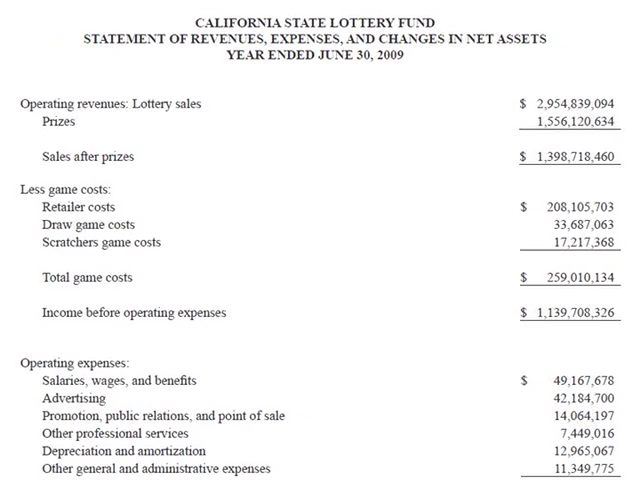 CALIFORNIA STATE LOTTERY FUND
STATEMENT OF REVENUES, EXPENSES, AND CHANGES IN NET ASSETS
YEAR ENDED JUNE 30, 2009
Operating revenues: Lottery sales $ 2,954,839,094
Prizes 1,556,120,634
Sales after prizes $ 1,398,718,460
Less game costs:
Retailer costs $ 208,105,703
Draw game costs 33,687,063
Scratchers game costs 17,217,368
Total game costs $ 259,010,134
Income before operating expenses $ 1,139,708,326
Operating expenses:
Salaries, wages, and benefits $ 49,167,678
Advertising 42,184,700
Promotion, public relations, and point of sale 14,064,197
Other professional services 7,449,016
Depreciation and amortization 12,965,067
Other general and administrative expenses 11,349,775